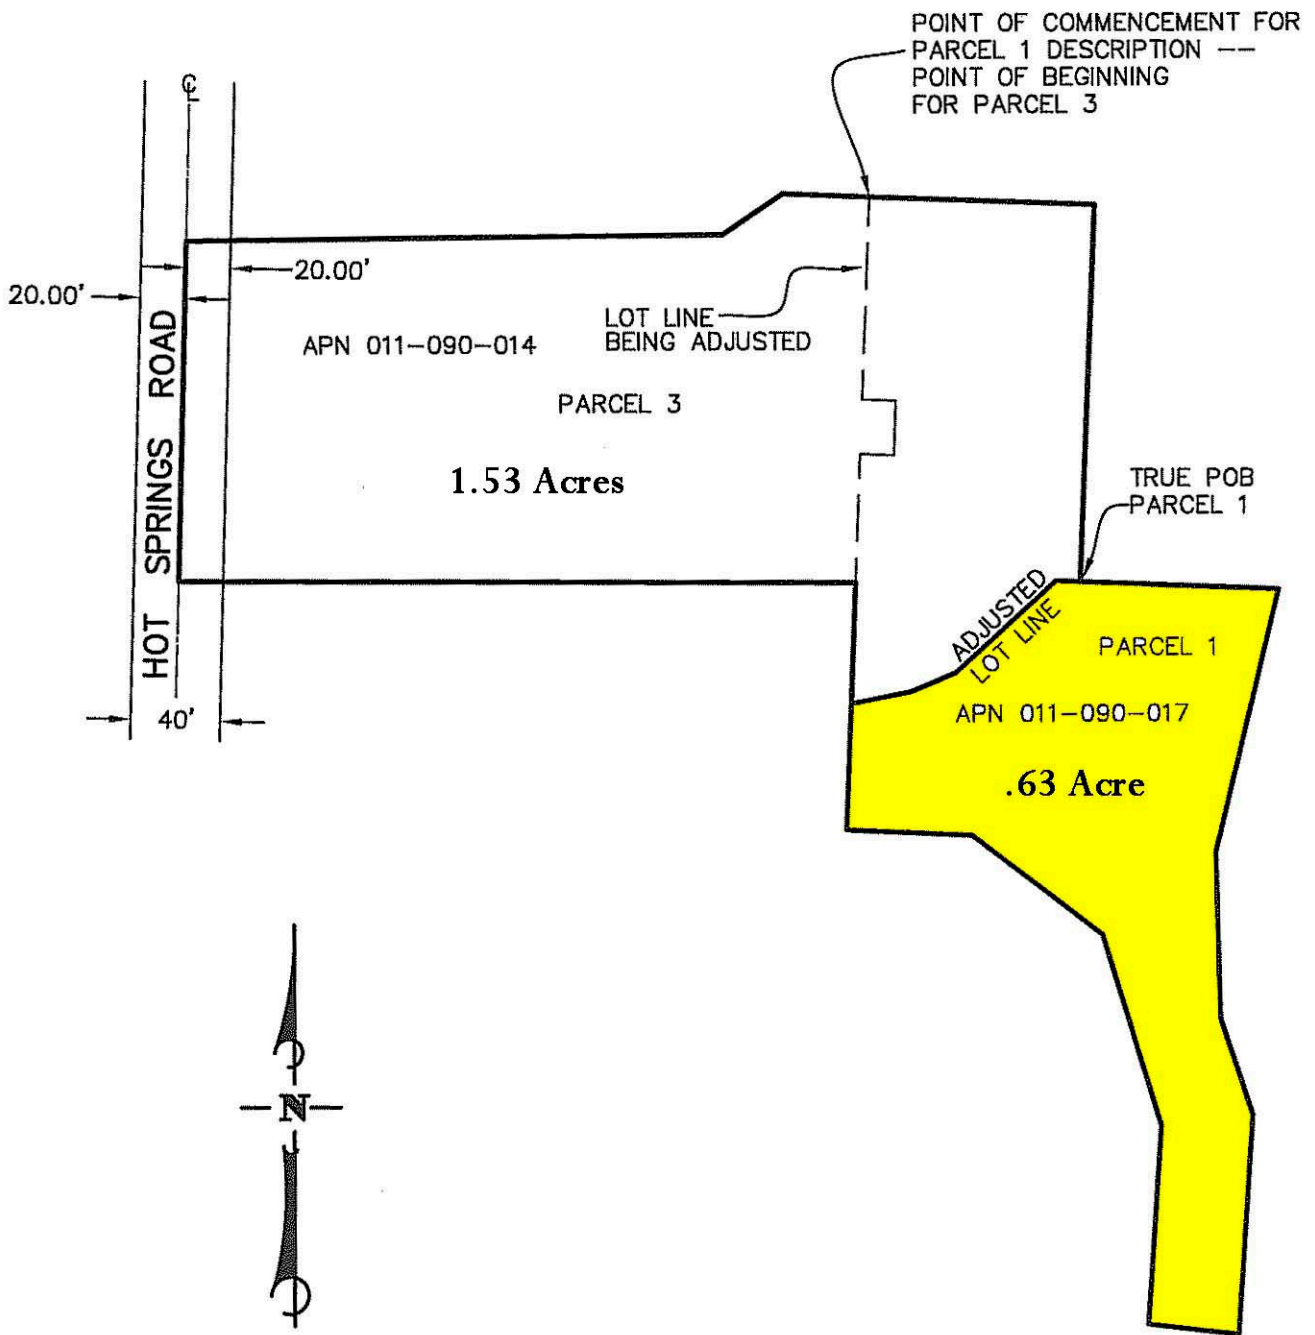 POINT OF COMMENCEMENT FOR
PARCEL 1 DESCRIPTION --
POINT OF BEGINNING
FOR PARCEL 3
℄
20.00'
20.00'
LOT LINE
BEING ADJUSTED
APN 011-090-014
PARCEL 3
1.53 Acres
HOT SPRINGS ROAD
40'
TRUE POB
PARCEL 1
ADJUSTED
LOT LINE
PARCEL 1
APN 011-090-017
.63 Acre
N